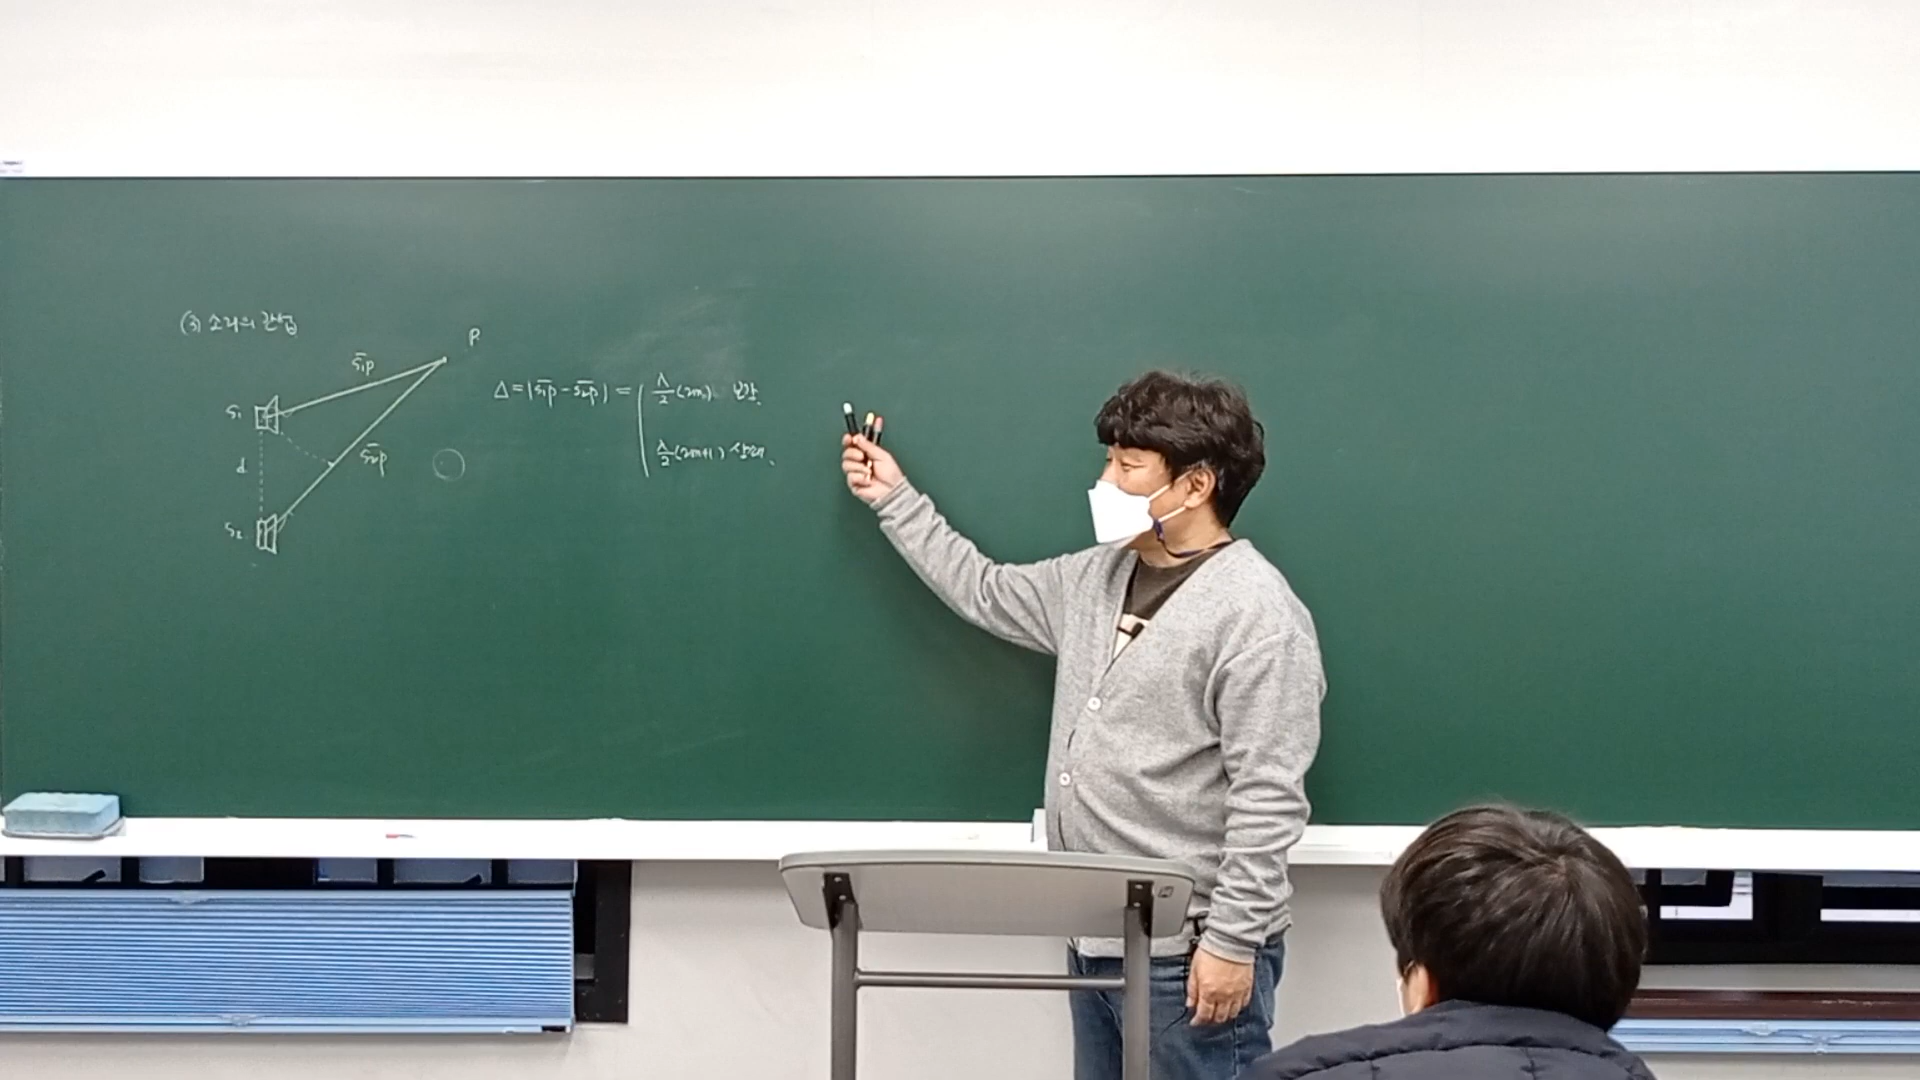 (3) 소리의 간섭
P
S₁P
S₁
d
S₂P
S₂
Δ = |S₁P - S₂P| =
λ/2 (2m) 보강.
λ/2 (2m+1) 상쇄.